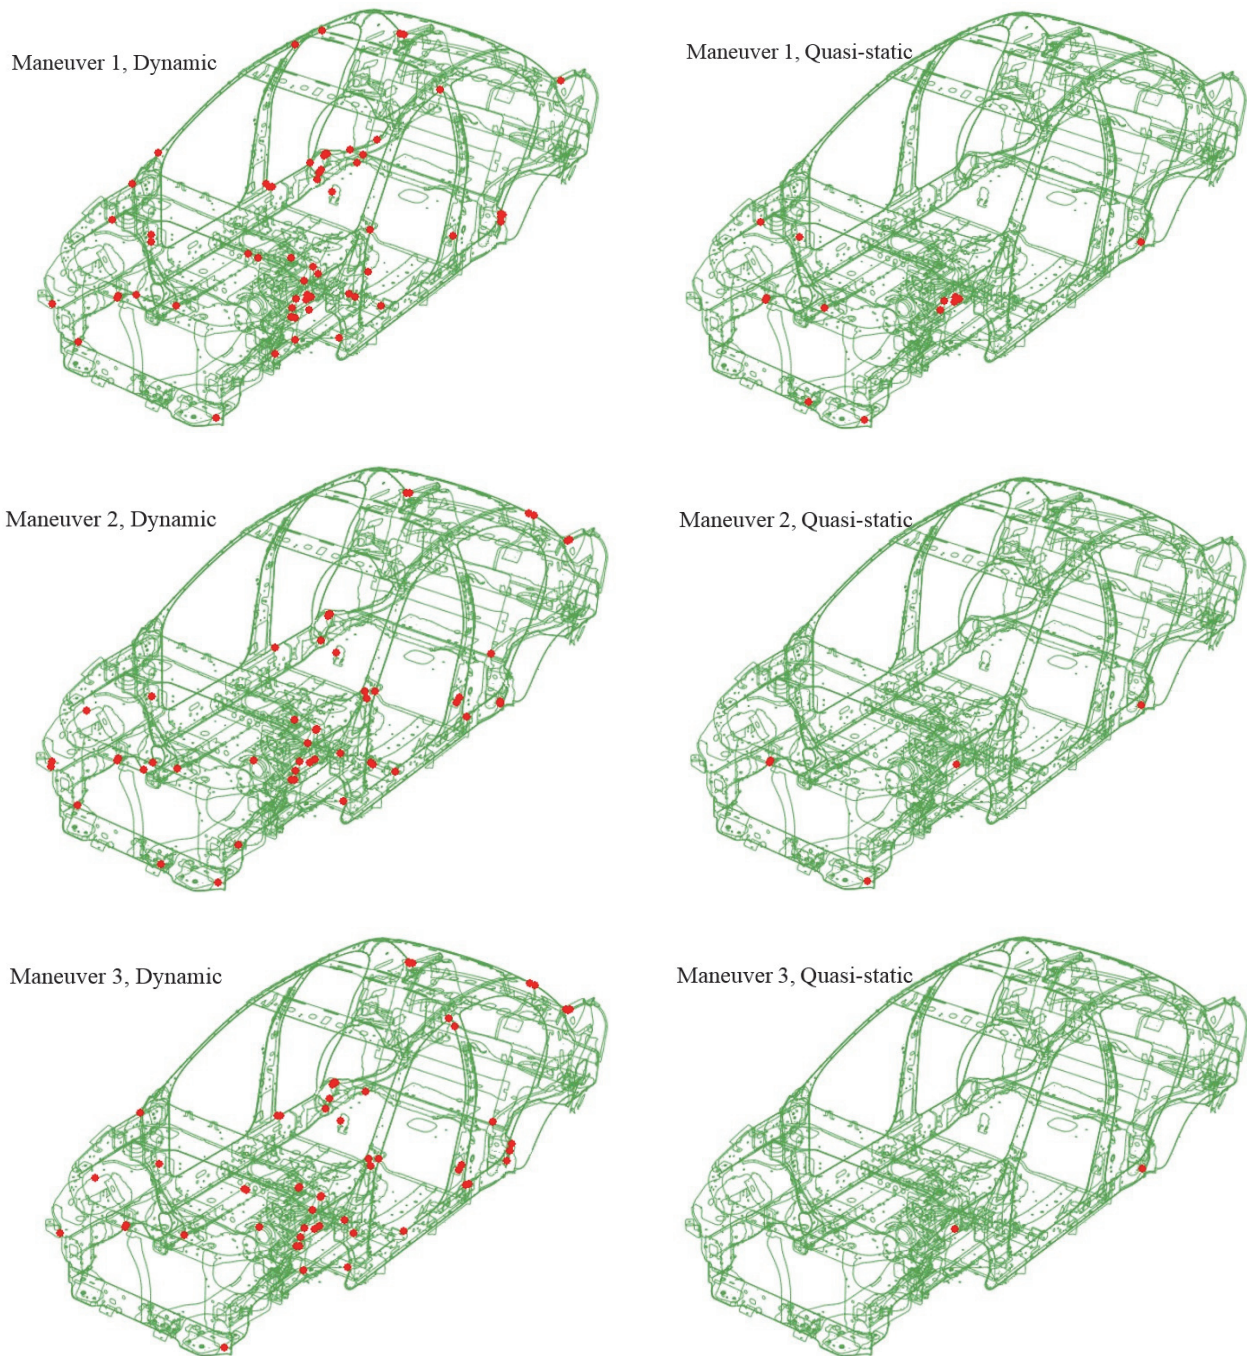 Maneuver 1, Dynamic
Maneuver 1, Quasi-static
Maneuver 2, Dynamic
Maneuver 2, Quasi-static
Maneuver 3, Dynamic
Maneuver 3, Quasi-static